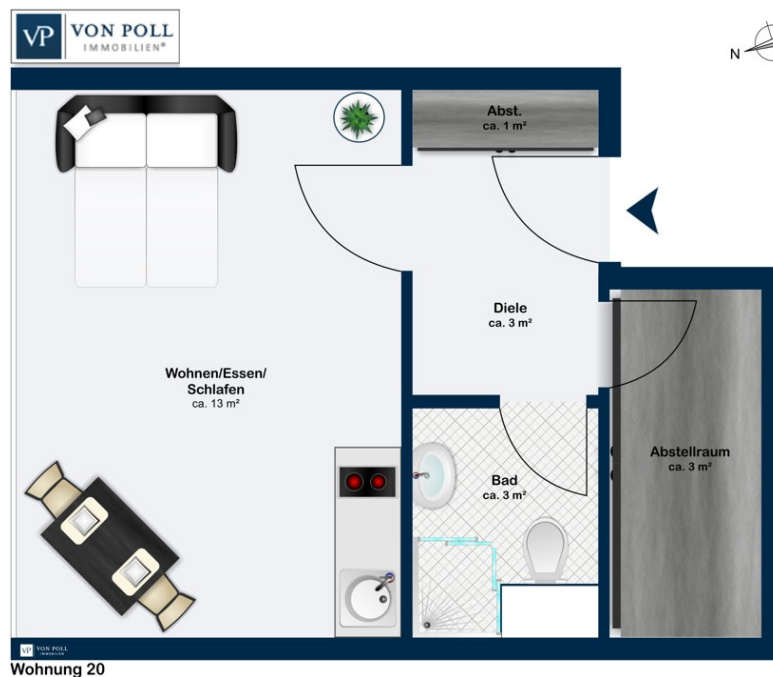 VP VON POLL
IMMOBILIEN®
N
Abst.
ca. 1 m²
Diele
ca. 3 m²
Wohnen/Essen/
Schlafen
ca. 13 m²
Bad
ca. 3 m²
Abstellraum
ca. 3 m²
VP VON POLL
IMMOBILIEN
Wohnung 20